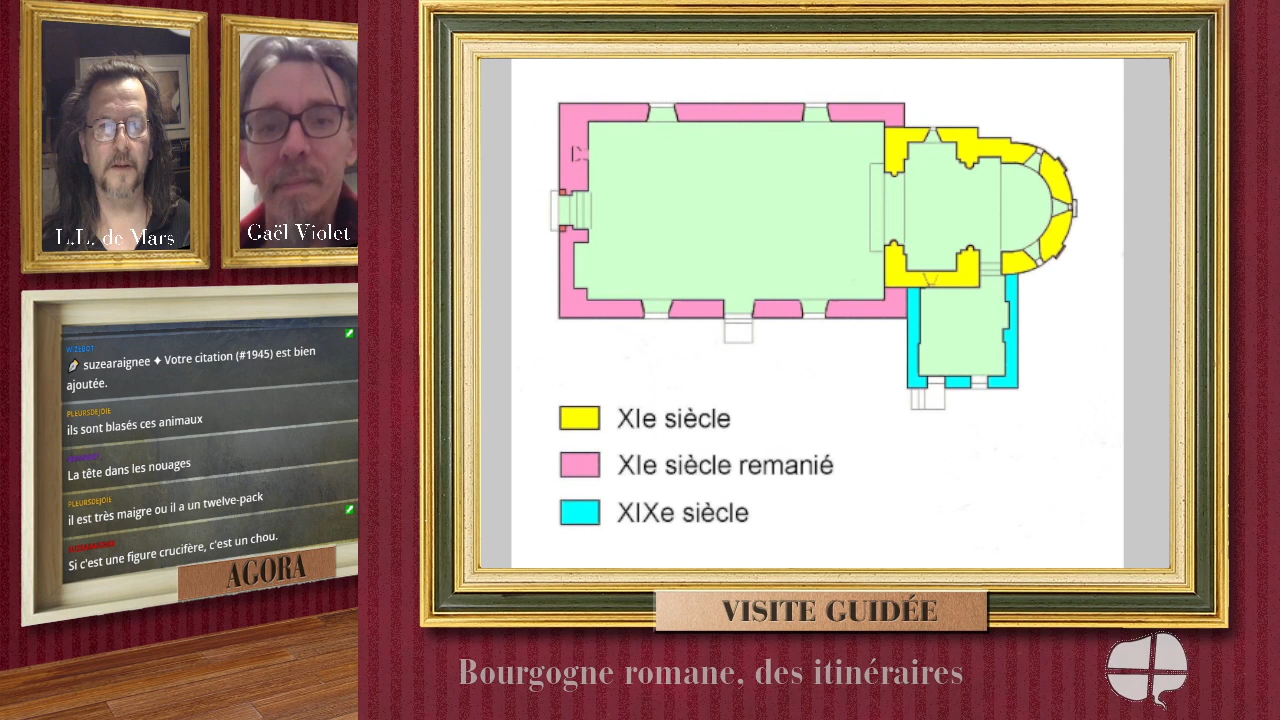 L.L. de Mars
Gaël Violet
WIZEBOT
suzearaignee ✦ Votre citation (#1945) est bien
ajoutée.
PLEURSDEJOIE
ils sont blasés ces animaux
La tête dans les nouages
PLEURSDEJOIE
il est très maigre ou il a un twelve-pack
SUZEARAIGNEE
Si c'est une figure crucifère, c'est un chou.
AGORA
XIe siècle
XIe siècle remanié
XIXe siècle
VISITE GUIDÉE
Bourgogne romane, des itinéraires